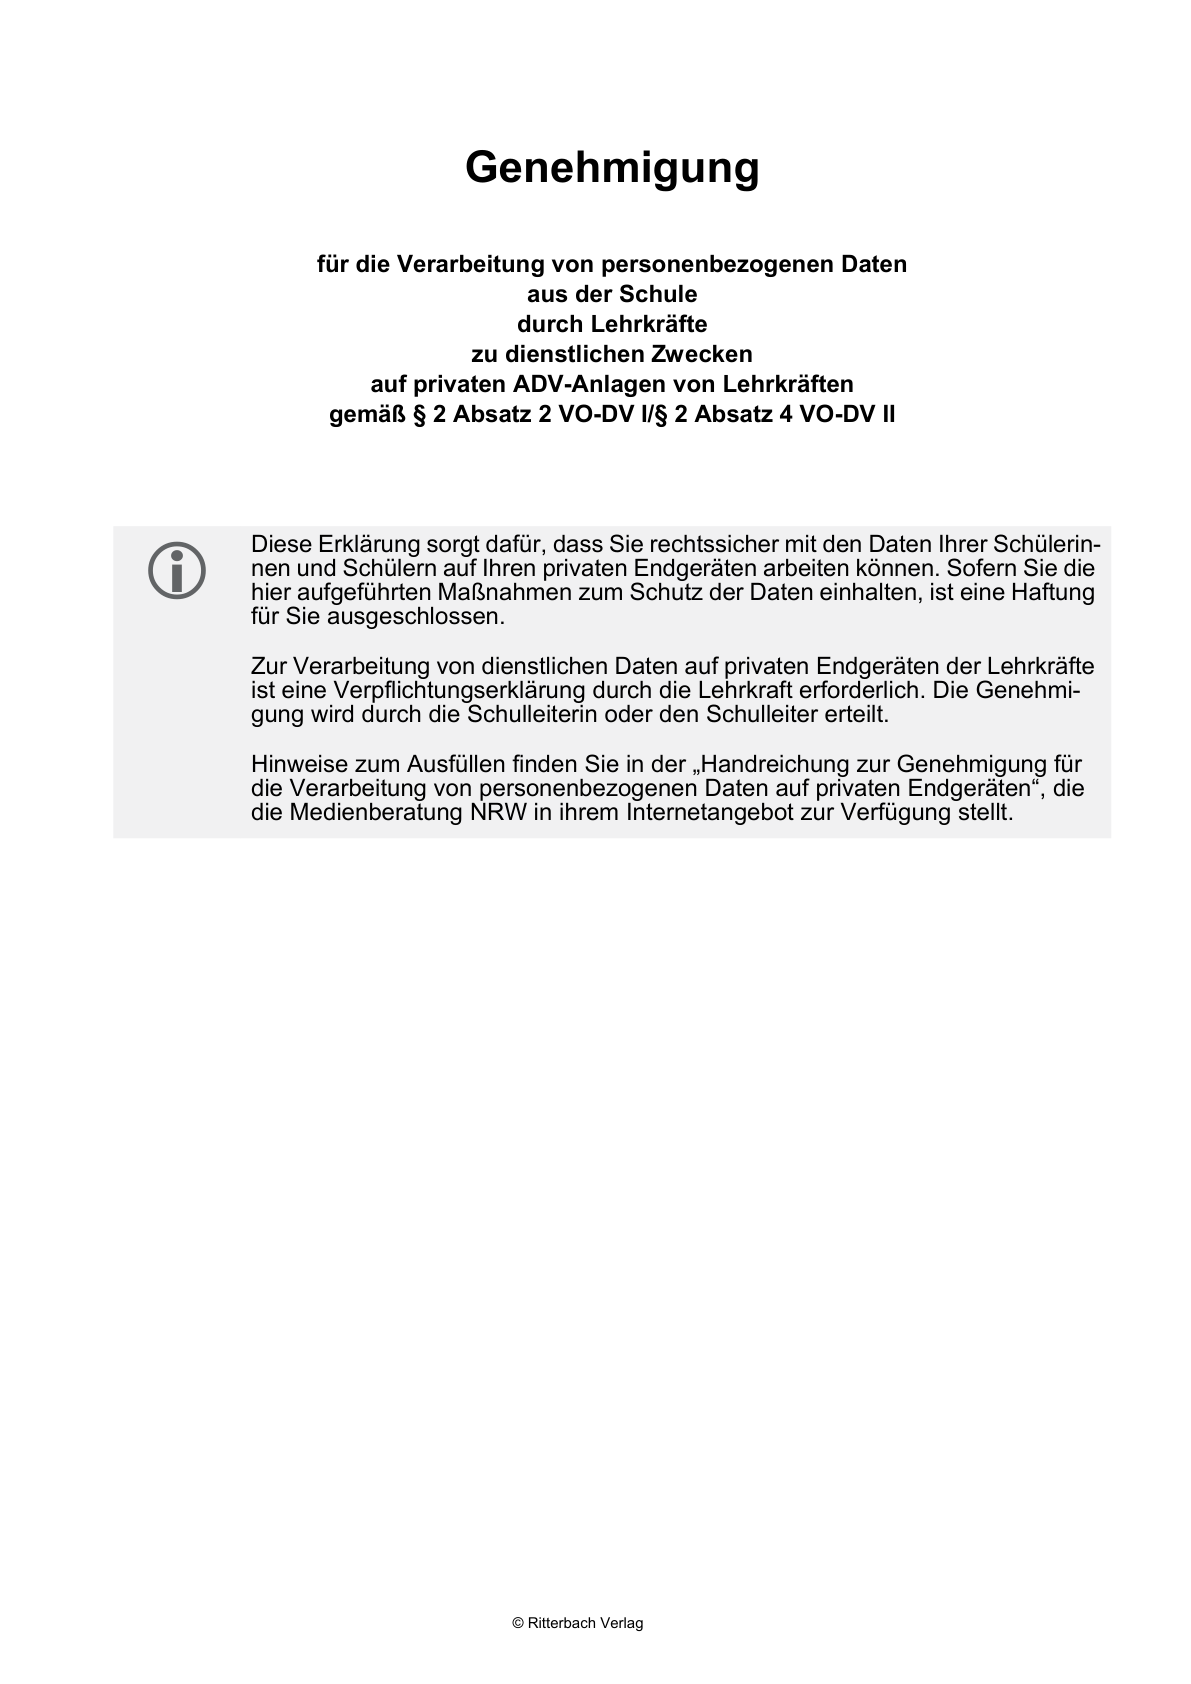 Genehmigung
für die Verarbeitung von personenbezogenen Daten
aus der Schule
durch Lehrkräfte
zu dienstlichen Zwecken
auf privaten ADV-Anlagen von Lehrkräften
gemäß § 2 Absatz 2 VO-DV I/§ 2 Absatz 4 VO-DV II
Diese Erklärung sorgt dafür, dass Sie rechtssicher mit den Daten Ihrer Schülerin-
nen und Schülern auf Ihren privaten Endgeräten arbeiten können. Sofern Sie die
hier aufgeführten Maßnahmen zum Schutz der Daten einhalten, ist eine Haftung
für Sie ausgeschlossen.
Zur Verarbeitung von dienstlichen Daten auf privaten Endgeräten der Lehrkräfte
ist eine Verpflichtungserklärung durch die Lehrkraft erforderlich. Die Genehmi-
gung wird durch die Schulleiterin oder den Schulleiter erteilt.
Hinweise zum Ausfüllen finden Sie in der „Handreichung zur Genehmigung für
die Verarbeitung von personenbezogenen Daten auf privaten Endgeräten“, die
die Medienberatung NRW in ihrem Internetangebot zur Verfügung stellt.
© Ritterbach Verlag